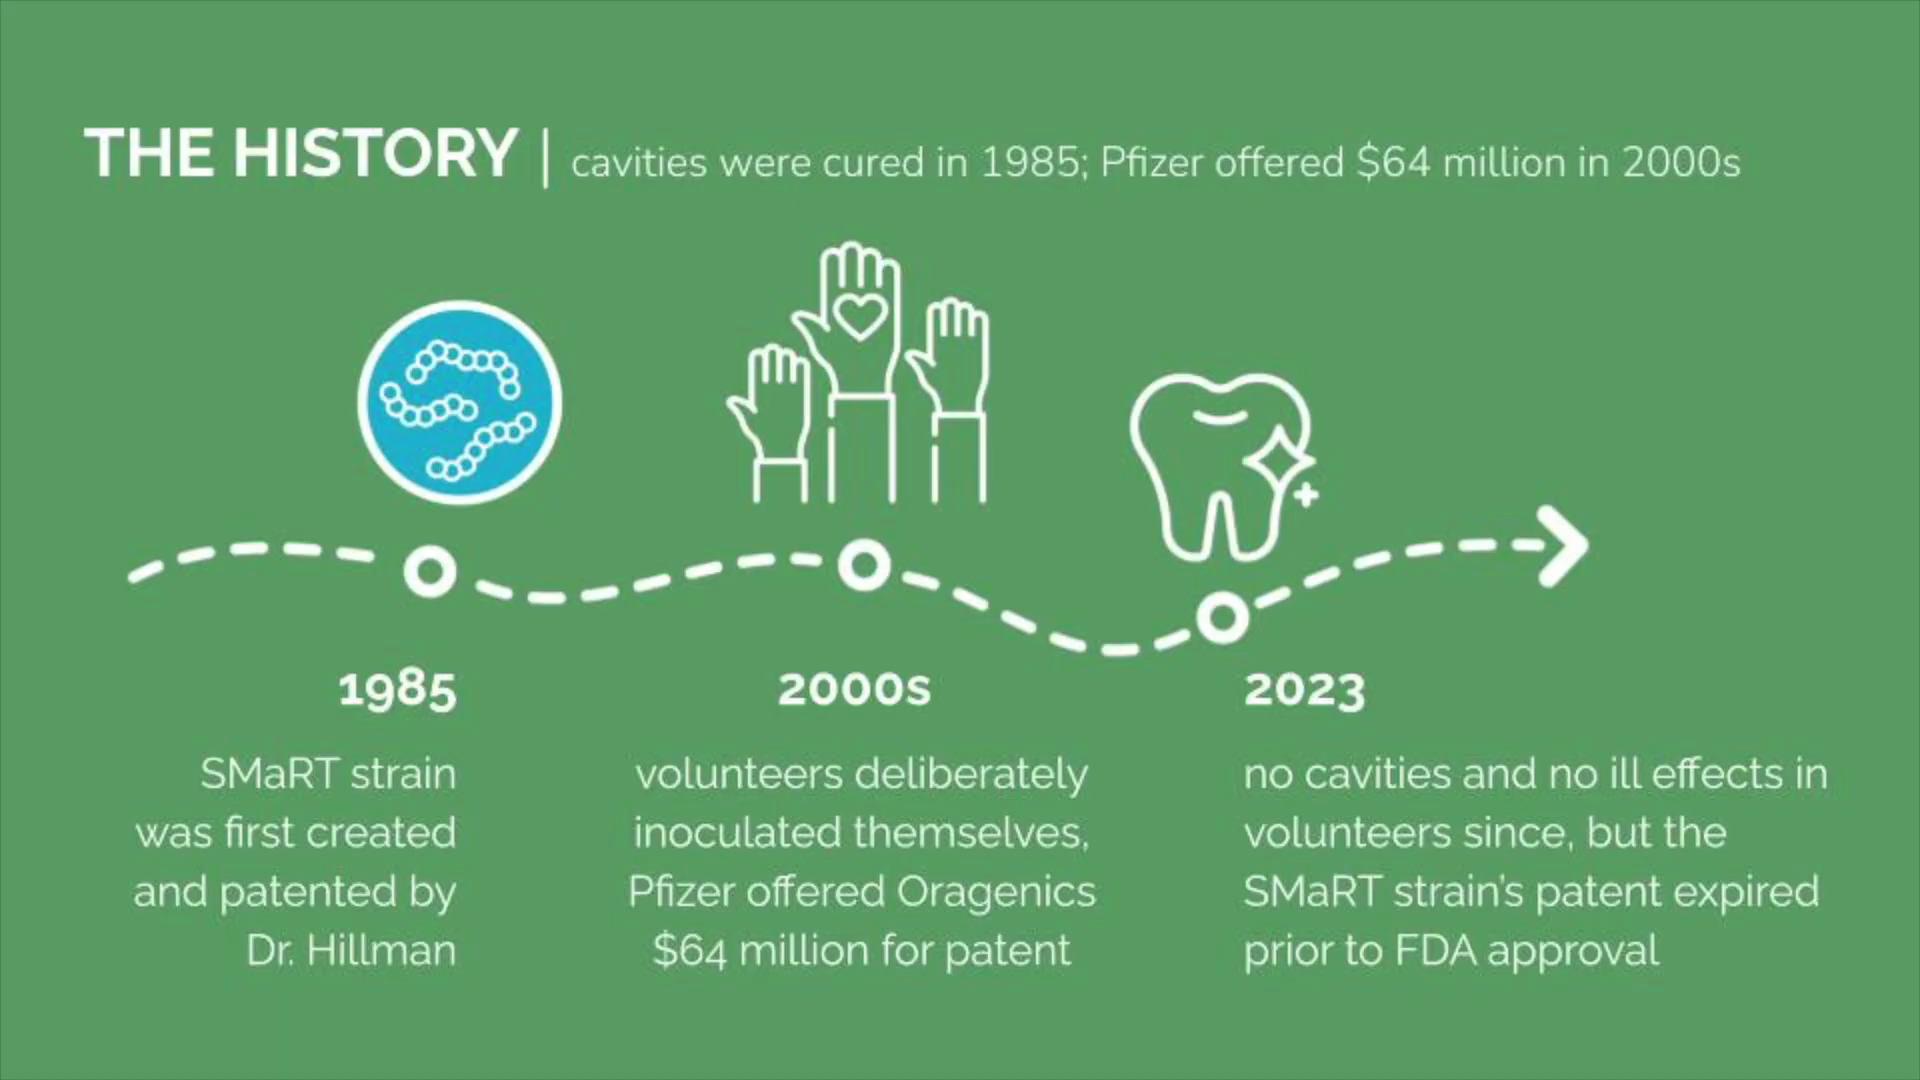 THE HISTORY | cavities were cured in 1985; Pfizer offered $64 million in 2000s
1985
SMaRT strain
was first created
and patented by
Dr. Hillman
2000s
volunteers deliberately
inoculated themselves,
Pfizer offered Oragenics
$64 million for patent
2023
no cavities and no ill effects in
volunteers since, but the
SMaRT strain's patent expired
prior to FDA approval